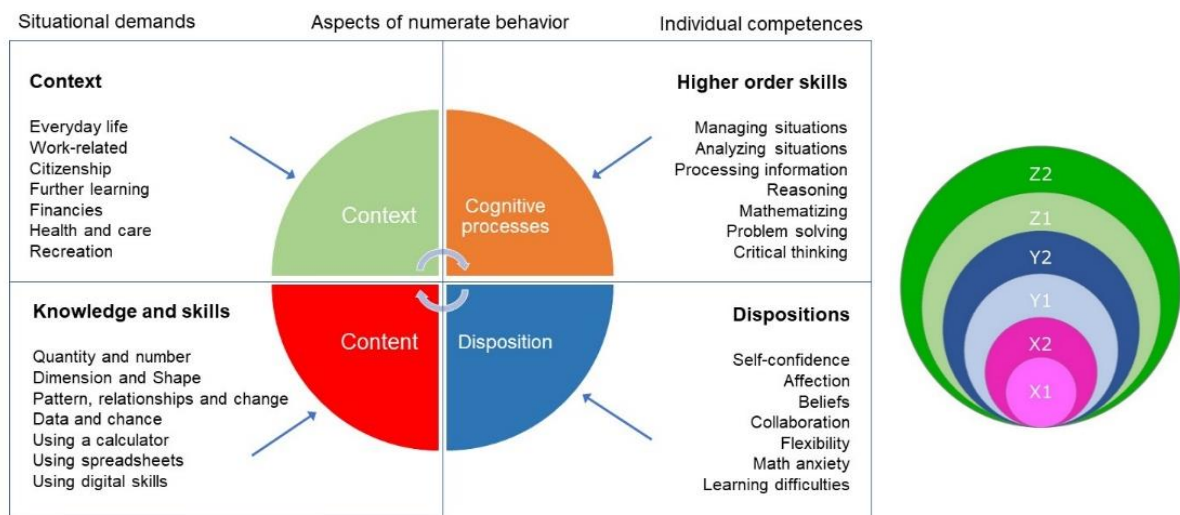 Situational demands
Aspects of numerate behavior
Individual competences
Context
Everyday life
Work-related
Citizenship
Further learning
Financies
Health and care
Recreation
Context
Cognitive
processes
Higher order skills
Managing situations
Analyzing situations
Processing information
Reasoning
Mathematizing
Problem solving
Critical thinking
Knowledge and skills
Quantity and number
Dimension and Shape
Pattern, relationships and change
Data and chance
Using a calculator
Using spreadsheets
Using digital skills
Content
Disposition
Dispositions
Self-confidence
Affection
Beliefs
Collaboration
Flexibility
Math anxiety
Learning difficulties
Z2
Z1
Y2
Y1
X2
X1